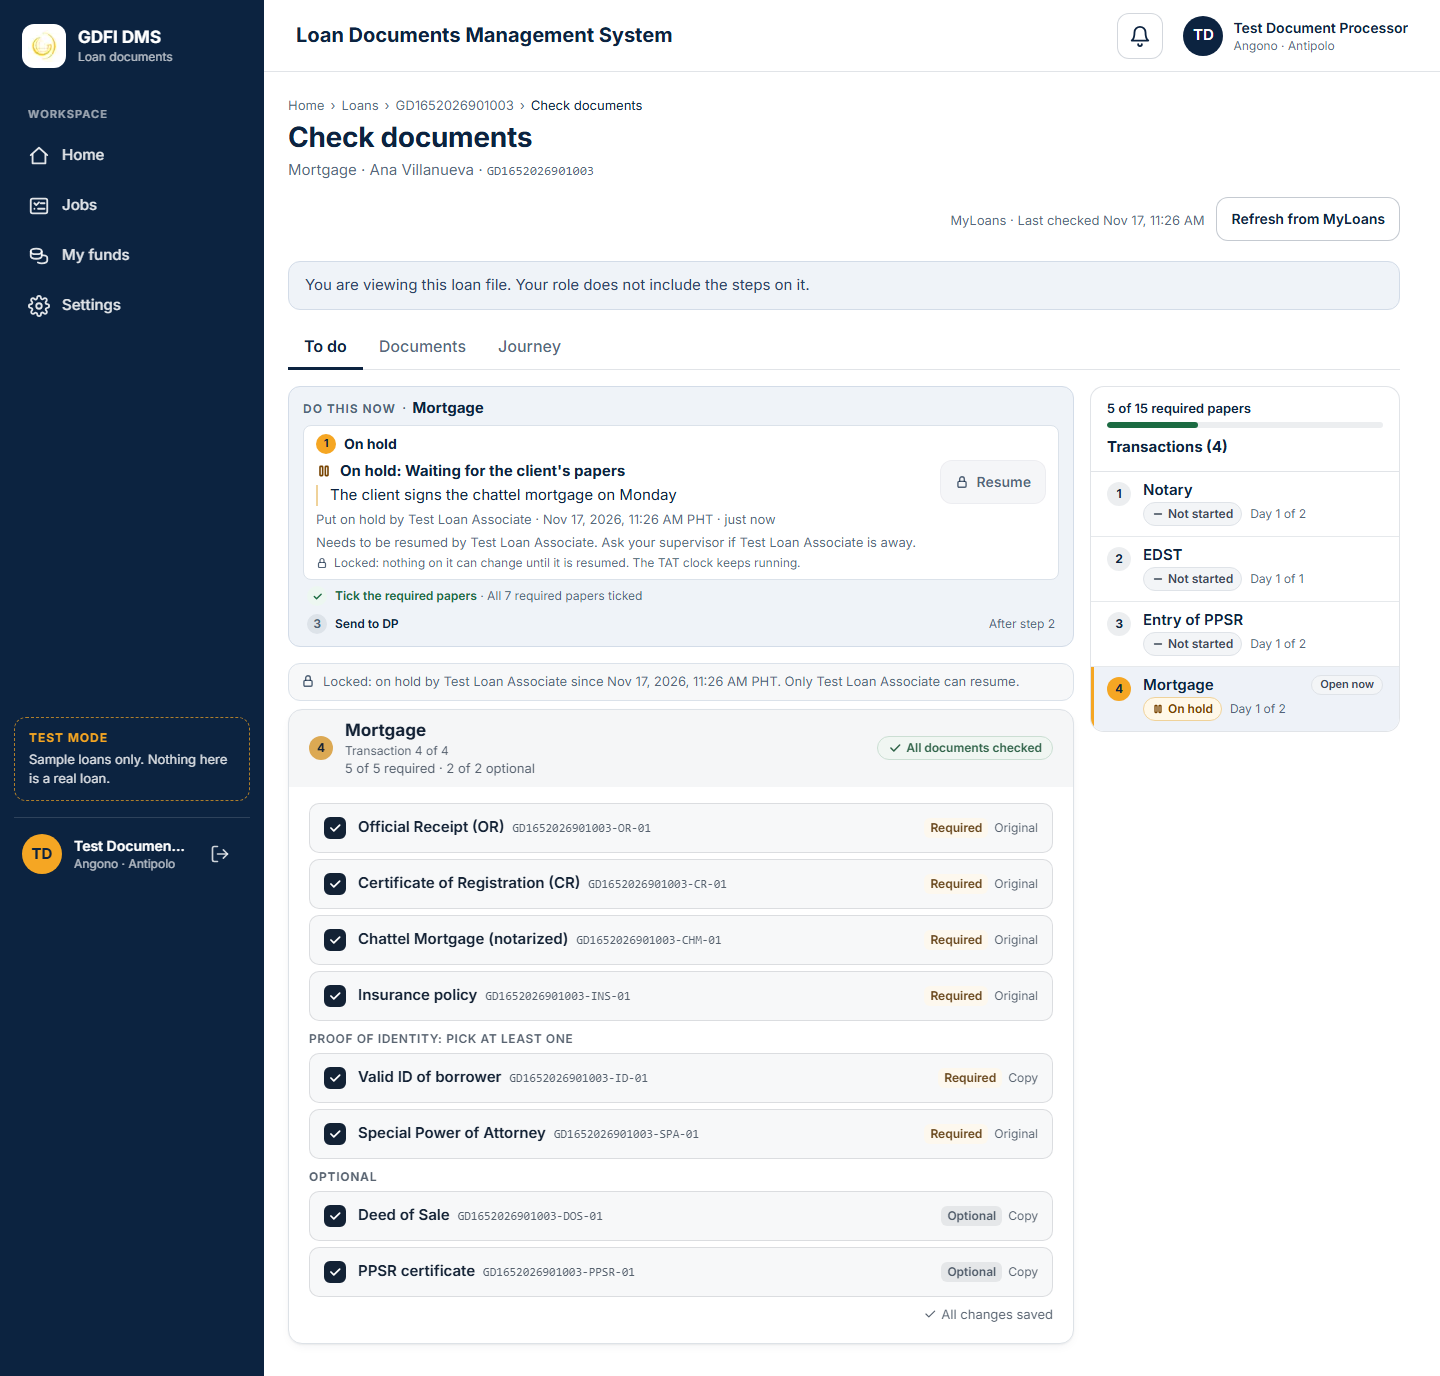 GDFI DMS
Loan documents
WORKSPACE
Home
Jobs
My funds
Settings
TEST MODE
Sample loans only. Nothing here
is a real loan.
TD
Test Documen...
Angono · Antipolo
Loan Documents Management System
TD
Test Document Processor
Angono · Antipolo
Home › Loans › GD1652026901003 › Check documents
Check documents
Mortgage · Ana Villanueva · GD1652026901003
MyLoans · Last checked Nov 17, 11:26 AM
Refresh from MyLoans
You are viewing this loan file. Your role does not include the steps on it.
To do
Documents
Journey
DO THIS NOW · Mortgage
1 On hold
On hold: Waiting for the client's papers
The client signs the chattel mortgage on Monday
Put on hold by Test Loan Associate · Nov 17, 2026, 11:26 AM PHT · just now
Needs to be resumed by Test Loan Associate. Ask your supervisor if Test Loan Associate is away.
Locked: nothing on it can change until it is resumed. The TAT clock keeps running.
Resume
Tick the required papers · All 7 required papers ticked
3 Send to DP
After step 2
Locked: on hold by Test Loan Associate since Nov 17, 2026, 11:26 AM PHT. Only Test Loan Associate can resume.
4
Mortgage
Transaction 4 of 4
5 of 5 required · 2 of 2 optional
All documents checked
Official Receipt (OR) GD1652026901003-OR-01 Required Original
Certificate of Registration (CR) GD1652026901003-CR-01 Required Original
Chattel Mortgage (notarized) GD1652026901003-CHM-01 Required Original
Insurance policy GD1652026901003-INS-01 Required Original
PROOF OF IDENTITY: PICK AT LEAST ONE
Valid ID of borrower GD1652026901003-ID-01 Required Copy
Special Power of Attorney GD1652026901003-SPA-01 Required Original
OPTIONAL
Deed of Sale GD1652026901003-DOS-01 Optional Copy
PPSR certificate GD1652026901003-PPSR-01 Optional Copy
All changes saved
5 of 15 required papers
Transactions (4)
1 Notary
Not started Day 1 of 2
2 EDST
Not started Day 1 of 1
3 Entry of PPSR
Not started Day 1 of 2
4 Mortgage Open now
On hold Day 1 of 2